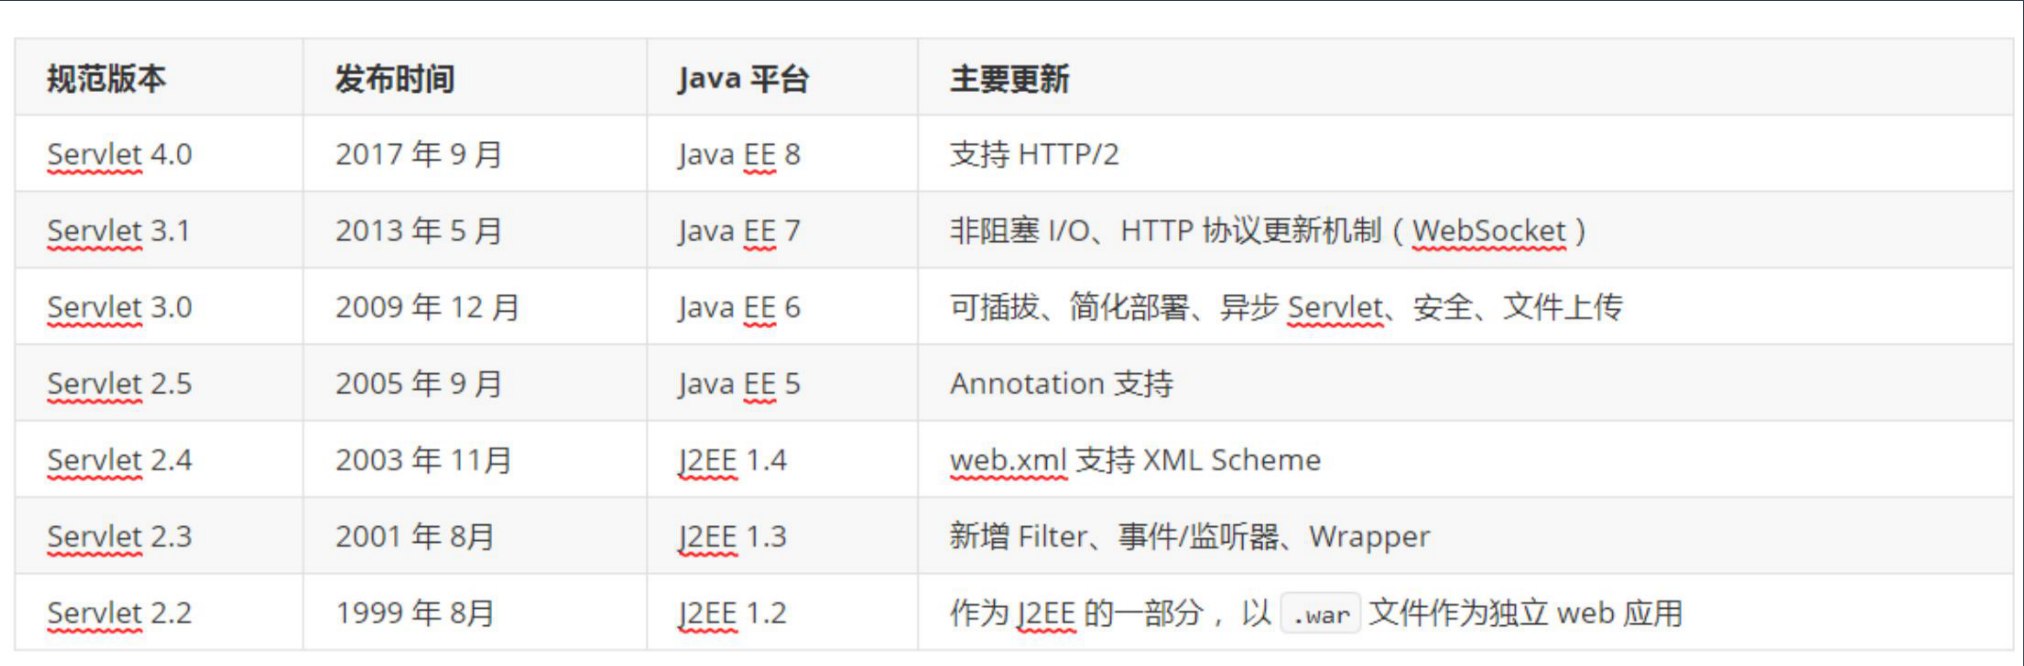 规范版本 发布时间 Java 平台 主要更新
Servlet 4.0 2017 年 9 月 Java EE 8 支持 HTTP/2
Servlet 3.1 2013 年 5 月 Java EE 7 非阻塞 I/O、HTTP 协议更新机制（WebSocket）
Servlet 3.0 2009 年 12 月 Java EE 6 可插拔、简化部署、异步 Servlet、安全、文件上传
Servlet 2.5 2005 年 9 月 Java EE 5 Annotation 支持
Servlet 2.4 2003 年 11月 J2EE 1.4 web.xml 支持 XML Scheme
Servlet 2.3 2001 年 8月 J2EE 1.3 新增 Filter、事件/监听器、Wrapper
Servlet 2.2 1999 年 8月 J2EE 1.2 作为 J2EE 的一部分，以 .war 文件作为独立 web 应用